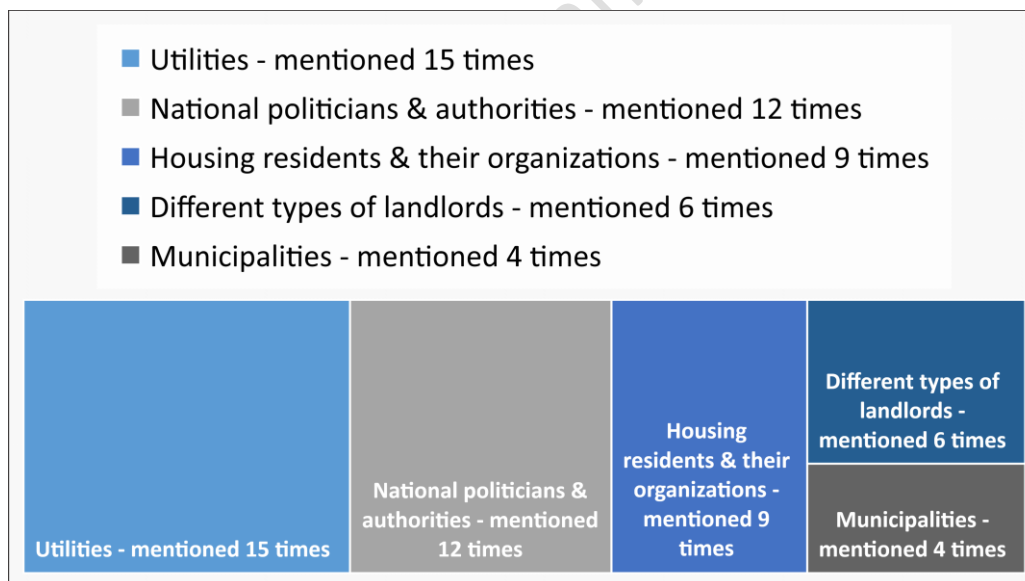 Utilities - mentioned 15 times
National politicians & authorities - mentioned 12 times
Housing residents & their organizations - mentioned 9 times
Different types of landlords - mentioned 6 times
Municipalities - mentioned 4 times
Utilities - mentioned 15 times
National politicians &
authorities - mentioned
12 times
Housing
residents & their
organizations -
mentioned 9
times
Different types of
landlords -
mentioned 6 times
Municipalities -
mentioned 4 times